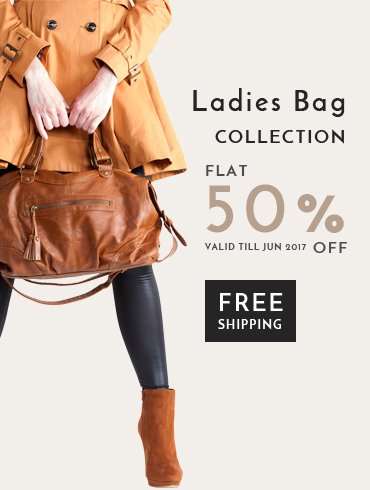 Ladies Bag
COLLECTION
FLAT
50%
VALID TILL JUN 2017 OFF
FREE
SHIPPING